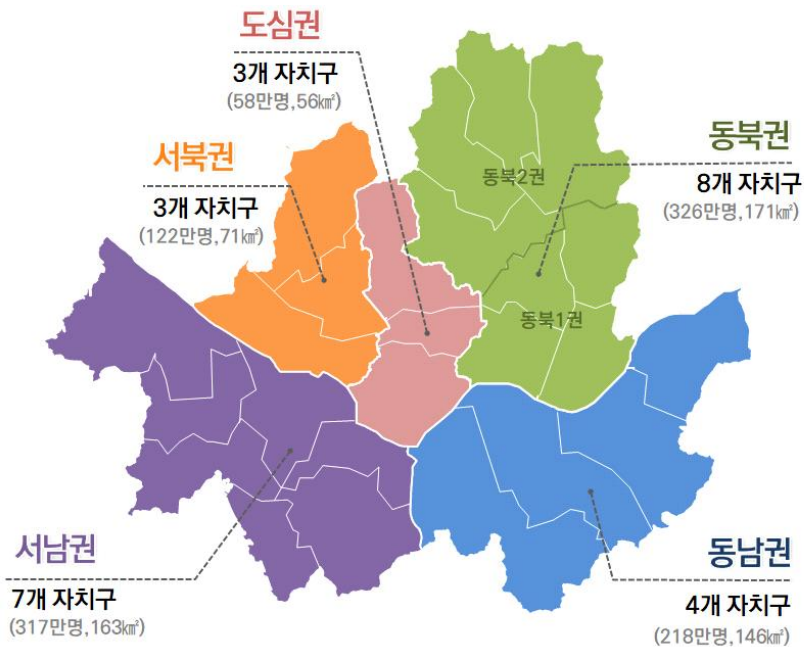 도심권
3개 자치구
(58만명,56㎢)
서북권
3개 자치구
(122만명,71㎢)
동북권
8개 자치구
(326만명,171㎢)
동북2권
동북1권
서남권
7개 자치구
(317만명,163㎢)
동남권
4개 자치구
(218만명,146㎢)